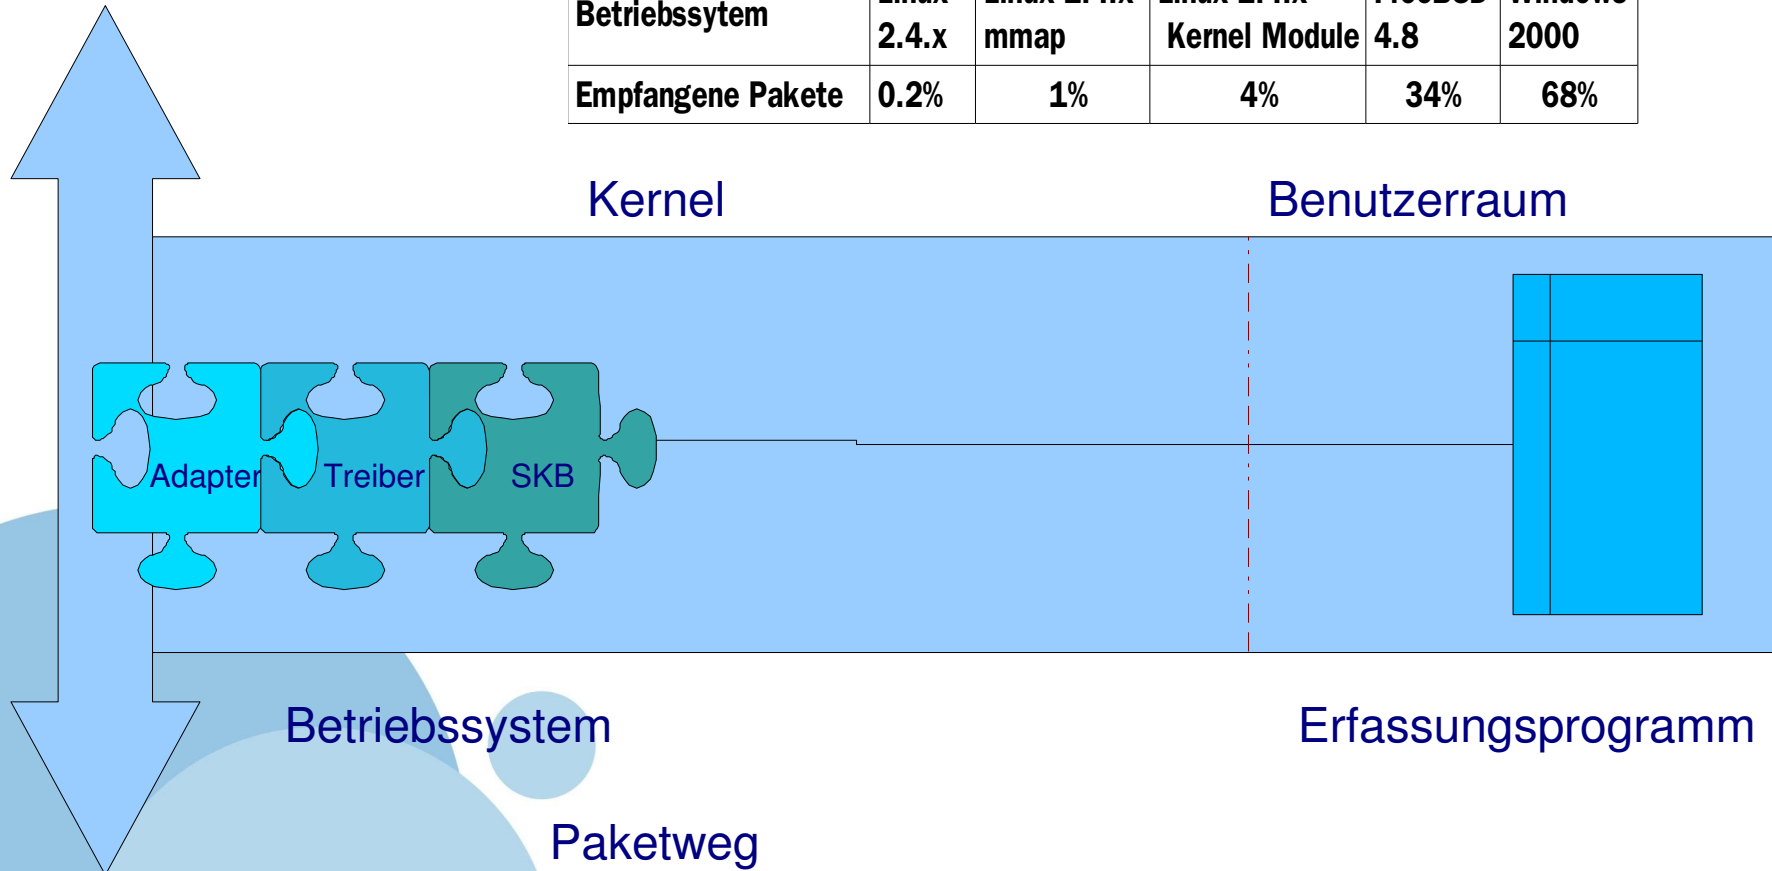 Betriebssytem
2.4.x mmap Kernel Module 4.8 2000
Empfangene Pakete 0.2% 1% 4% 34% 68%
Kernel Benutzerraum
Adapter Treiber SKB
Betriebssystem Erfassungsprogramm
Paketweg